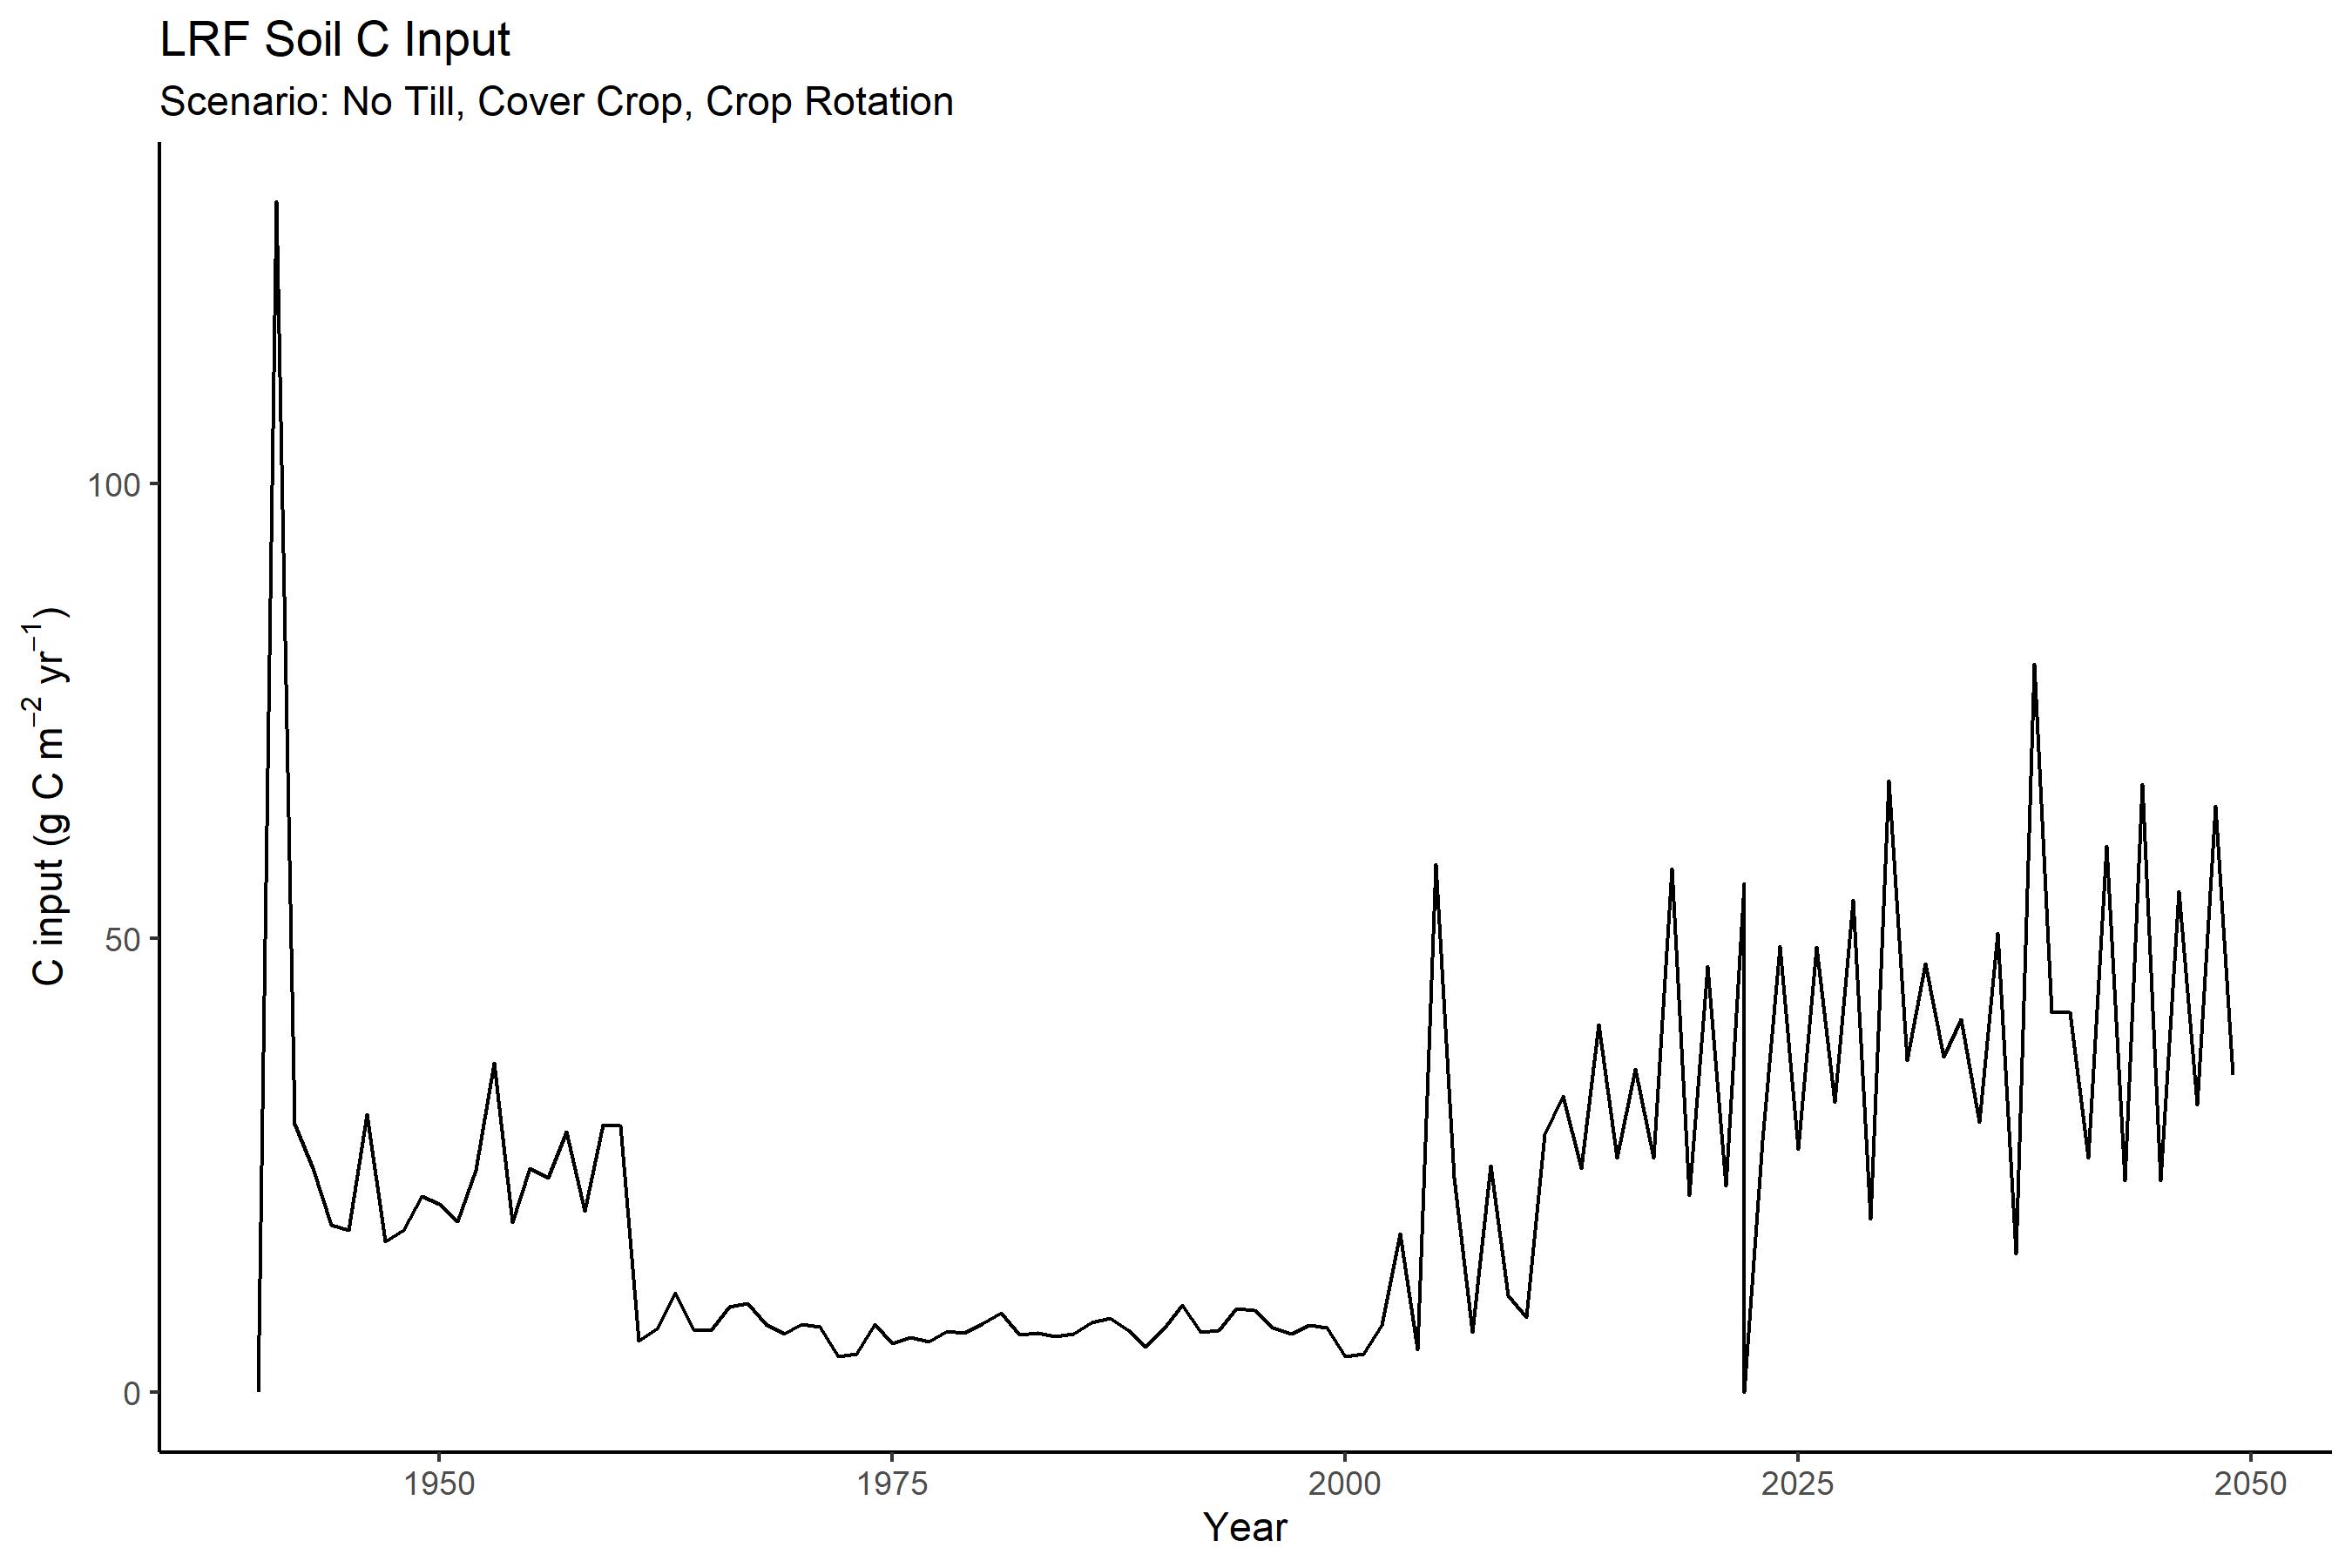 LRF Soil C Input
Scenario: No Till, Cover Crop, Crop Rotation
C input (g C m⁻² yr⁻¹)
100
50
0
1950 1975 2000 2025 2050
Year